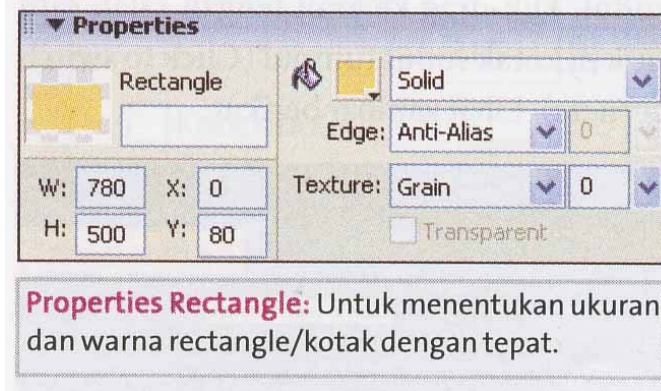 Properties
Rectangle
Solid
Edge: Anti-Alias 0
W: 780 X: 0 Texture: Grain 0
H: 500 Y: 80 Transparent
Properties Rectangle: Untuk menentukan ukuran
dan warna rectangle/kotak dengan tepat.